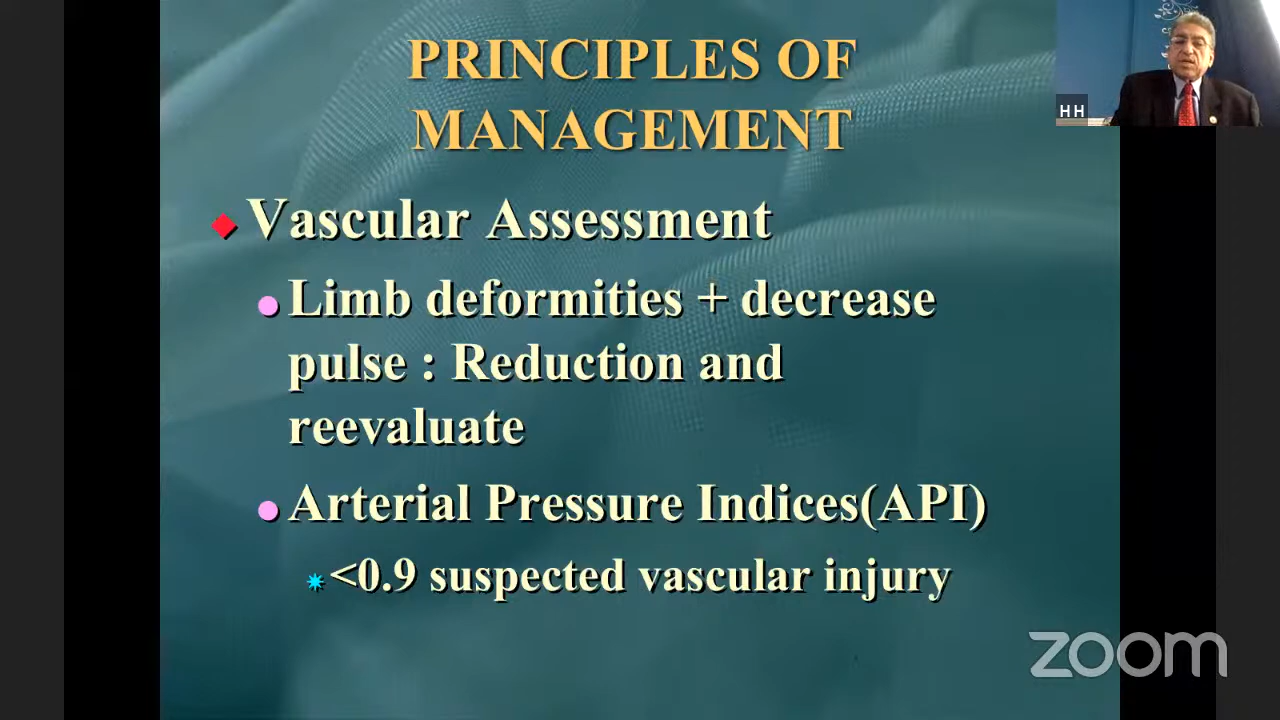 PRINCIPLES OF
MANAGEMENT
Vascular Assessment
Limb deformities + decrease
pulse : Reduction and
reevaluate
Arterial Pressure Indices(API)
<0.9 suspected vascular injury
H H
zoom